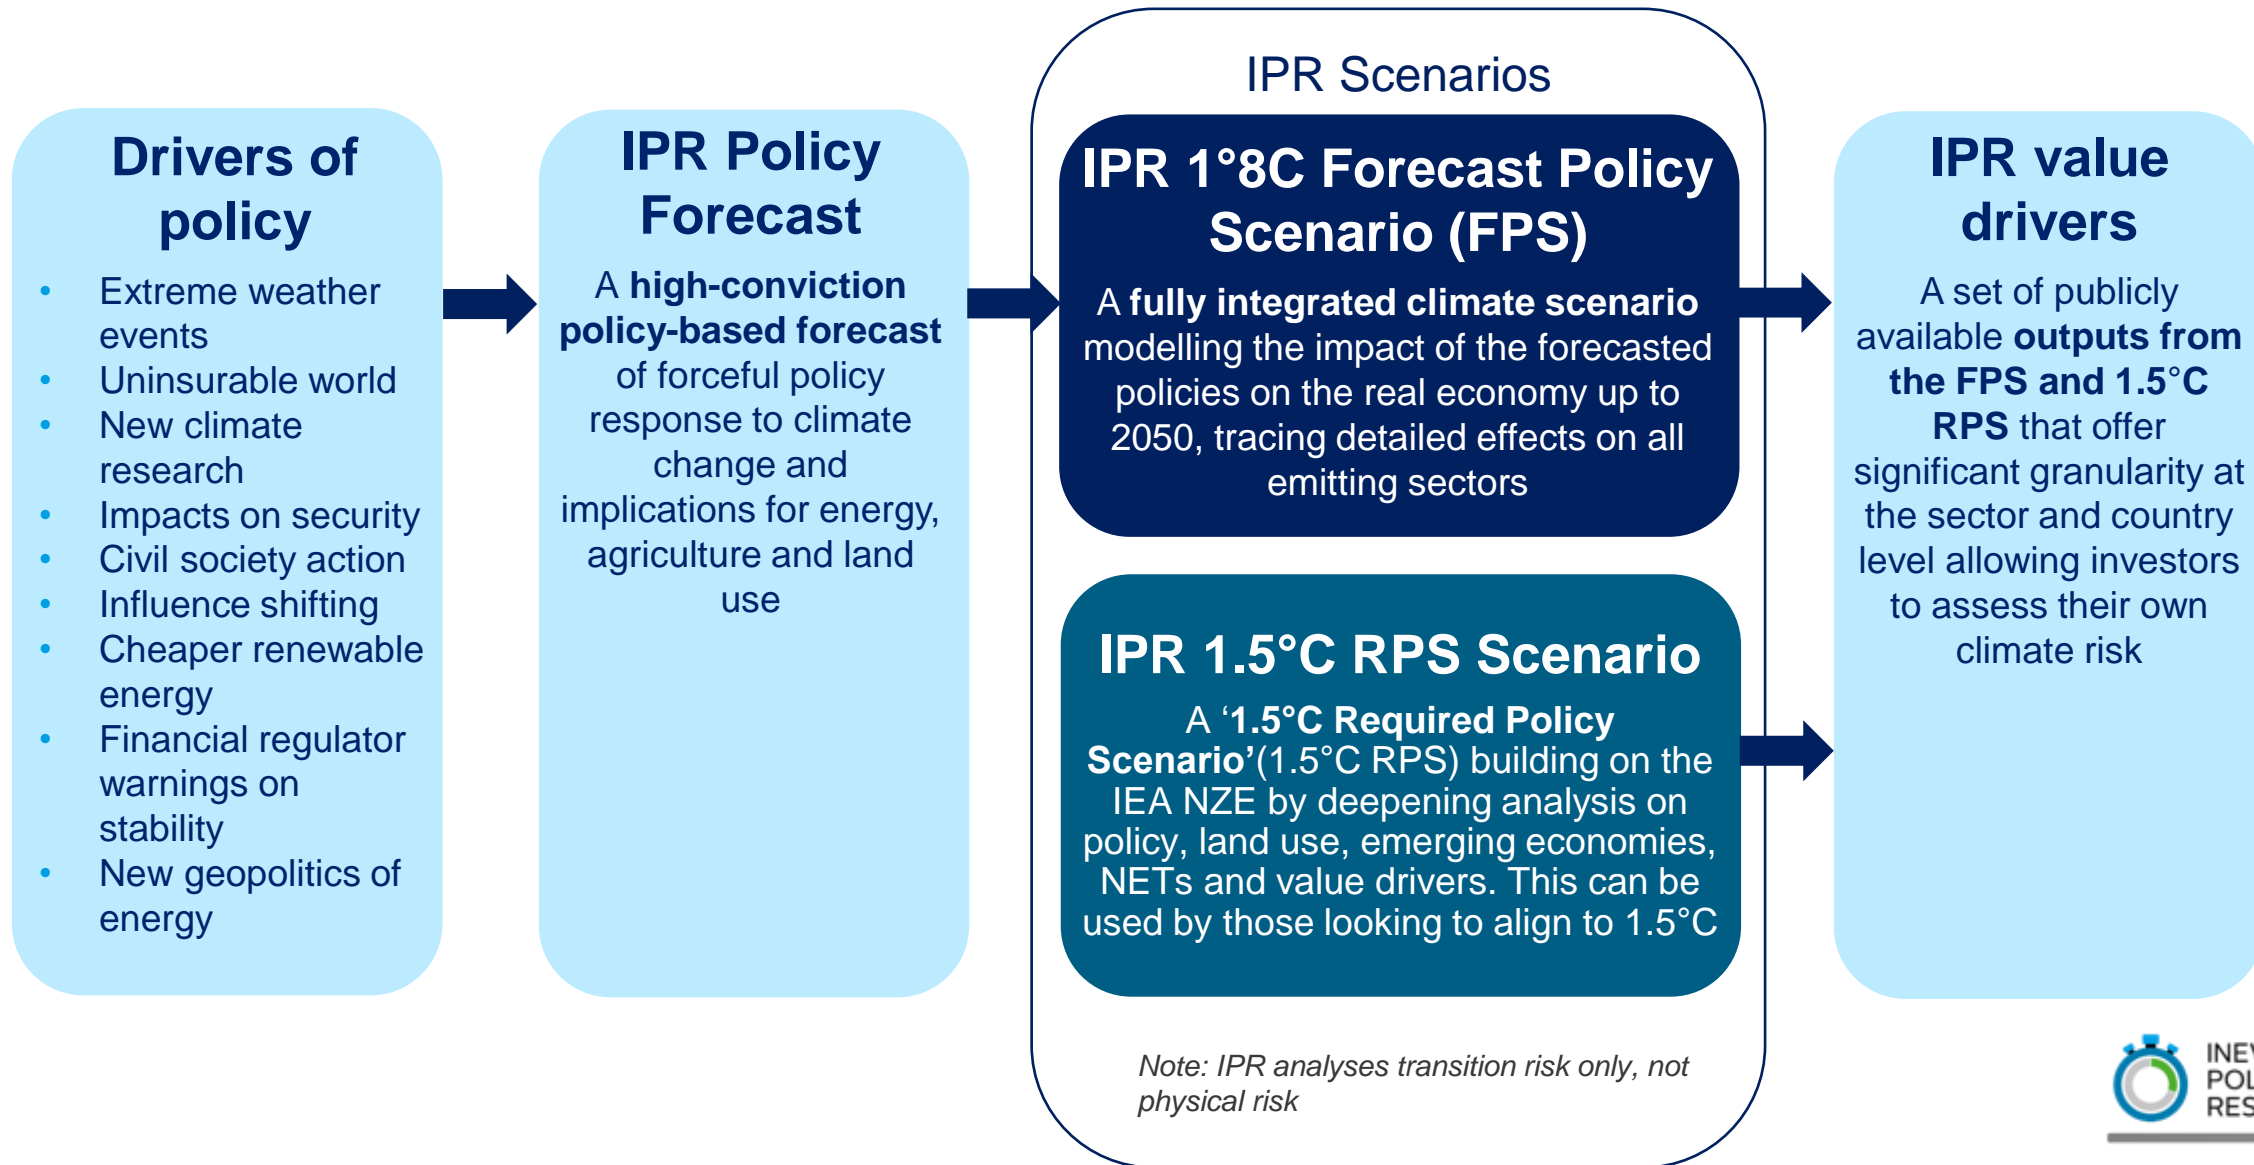 IPR Scenarios
Drivers of
policy
• Extreme weather
events
• Uninsurable world
• New climate
research
• Impacts on security
• Civil society action
• Influence shifting
• Cheaper renewable
energy
• Financial regulator
warnings on
stability
• New geopolitics of
energy
IPR Policy
Forecast
A high-conviction
policy-based forecast
of forceful policy
response to climate
change and
implications for energy,
agriculture and land
use
IPR 1°8C Forecast Policy
Scenario (FPS)
A fully integrated climate scenario
modelling the impact of the forecasted
policies on the real economy up to
2050, tracing detailed effects on all
emitting sectors
IPR 1.5°C RPS Scenario
A ‘1.5°C Required Policy
Scenario’(1.5°C RPS) building on the
IEA NZE by deepening analysis on
policy, land use, emerging economies,
NETs and value drivers. This can be
used by those looking to align to 1.5°C
Note: IPR analyses transition risk only, not
physical risk
IPR value
drivers
A set of publicly
available outputs from
the FPS and 1.5°C
RPS that offer
significant granularity at
the sector and country
level allowing investors
to assess their own
climate risk